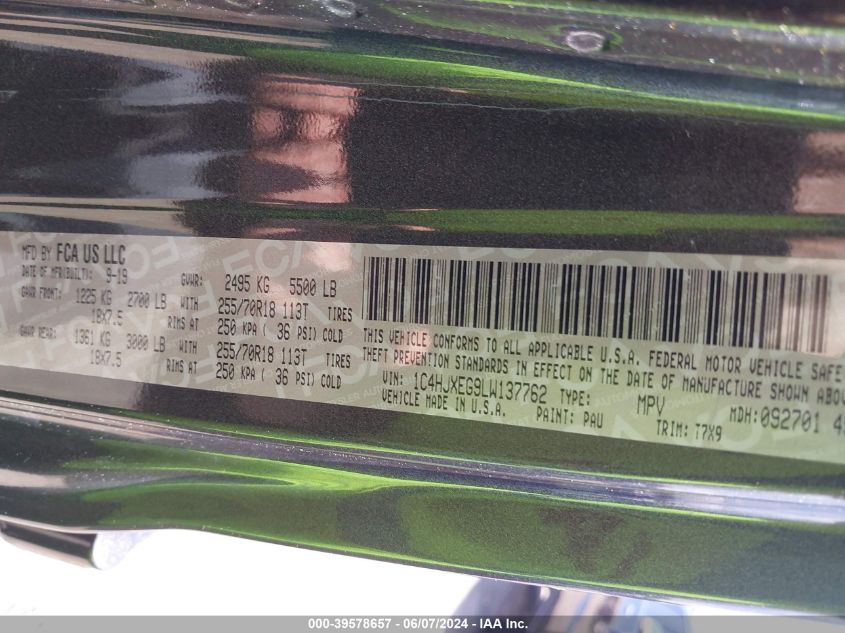 MFD BY FCA US LLC
DATE OF MFR(BUILT): 9-19 GVWR: 2495 KG 5500 LB
GAWR FRONT: 1225 KG 2700 LB WITH 255/70R18 113T TIRES
18X7.5 RIMS AT 250 KPA ( 36 PSI) COLD
GAWR REAR: 1361 KG 3000 LB WITH 255/70R18 113T TIRES
18X7.5 RIMS AT 250 KPA ( 36 PSI) COLD
THIS VEHICLE CONFORMS TO ALL APPLICABLE U.S.A. FEDERAL MOTOR VEHICLE SAFE
THEFT PREVENTION STANDARDS IN EFFECT ON THE DATE OF MANUFACTURE SHOWN ABOV
VIN: 1C4HJXEG9LW137762 TYPE: MPV MDH:092701
VEHICLE MADE IN U.S.A. PAINT: PAU TRIM: T7X9
000-39578657 - 06/07/2024 - IAA Inc.